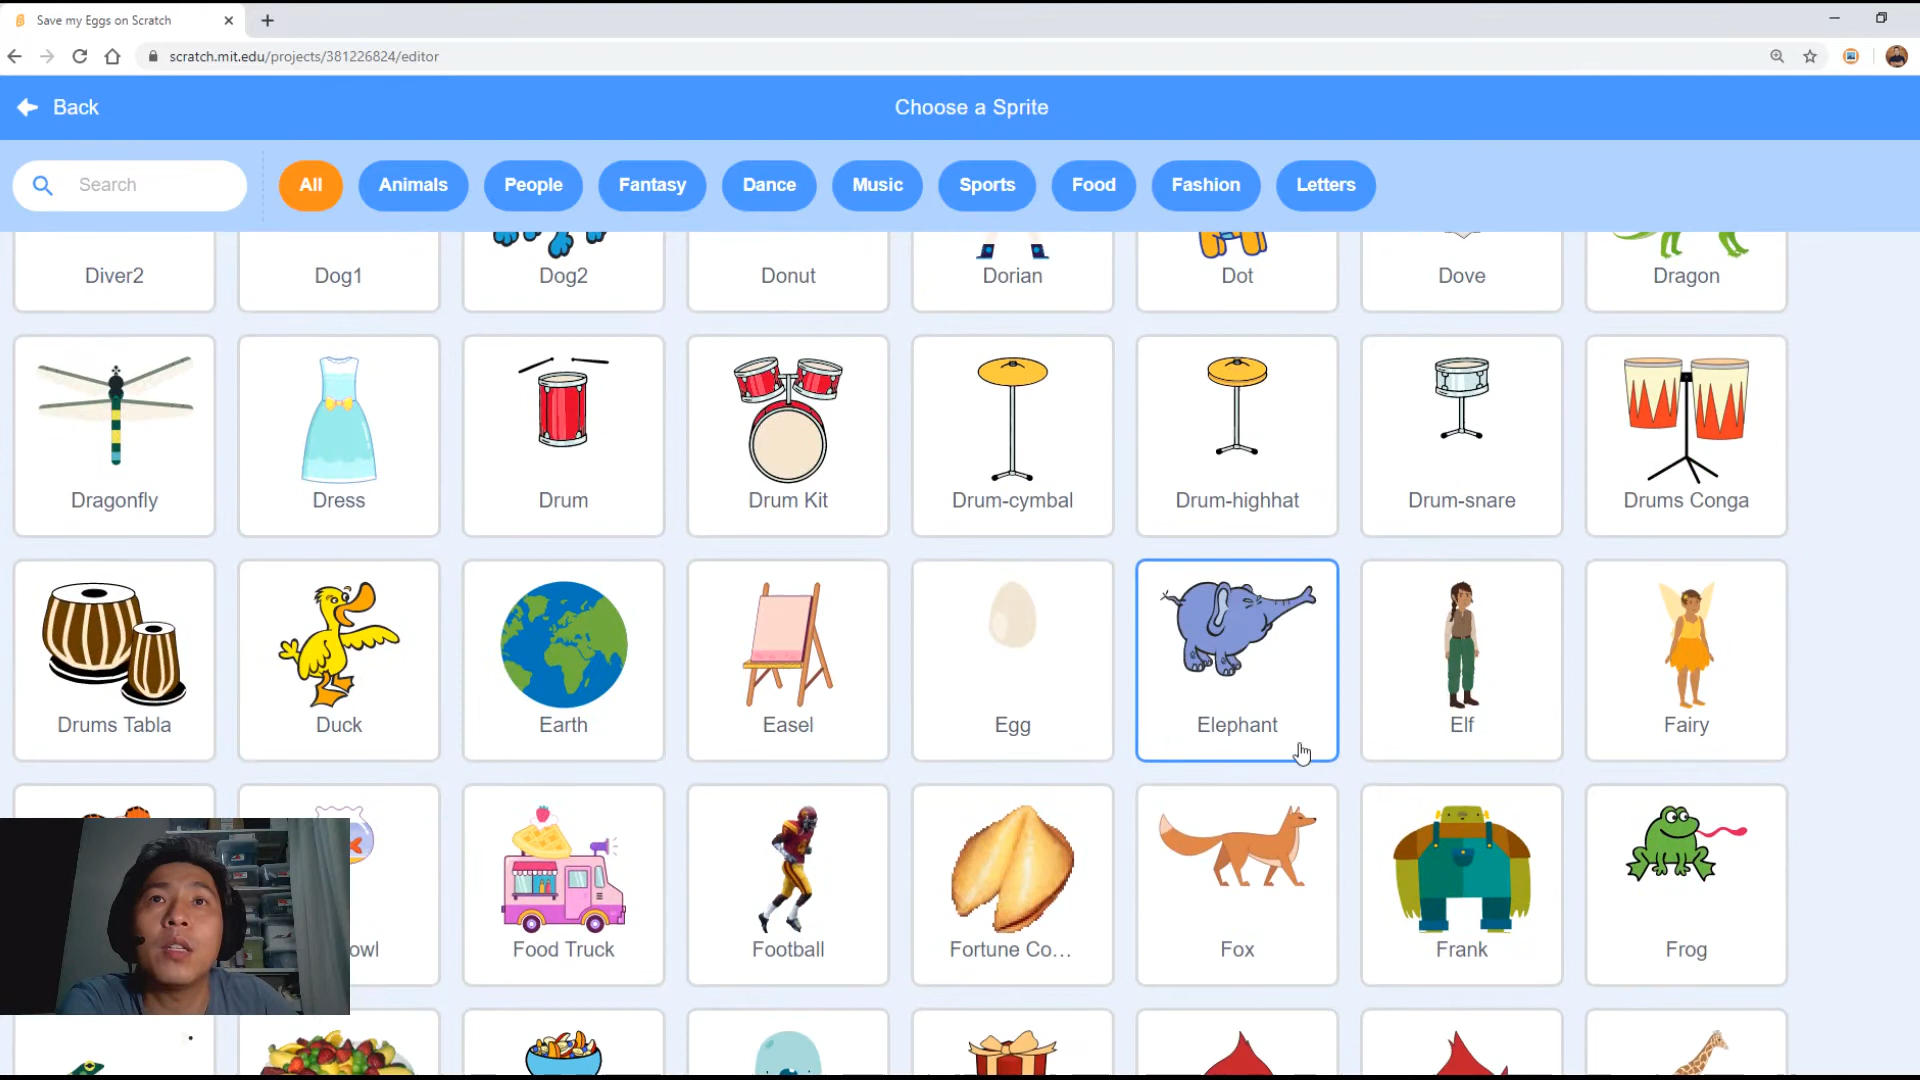 Save my Eggs on Scratch
scratch.mit.edu/projects/381226824/editor
Back
Choose a Sprite
Search
All
Animals
People
Fantasy
Dance
Music
Sports
Food
Fashion
Letters
Diver2
Dog1
Dog2
Donut
Dorian
Dot
Dove
Dragon
Dragonfly
Dress
Drum
Drum Kit
Drum-cymbal
Drum-highhat
Drum-snare
Drums Conga
Drums Tabla
Duck
Earth
Easel
Egg
Elephant
Elf
Fairy
owl
Food Truck
Football
Fortune Co...
Fox
Frank
Frog